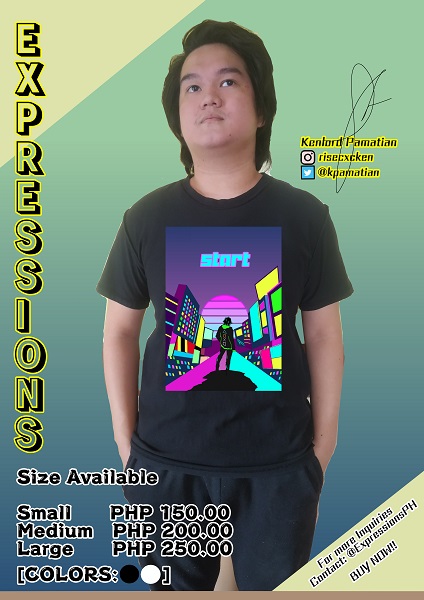 EXPRESSIONS
Kenlord Pamatian
risecxcken
@kpamatian
start
Size Available
Small PHP 150.00
Medium PHP 200.00
Large PHP 250.00
[COLORS: ]
For more Inquiries
Contact: @ExpressionsPH
BUY NOW!!